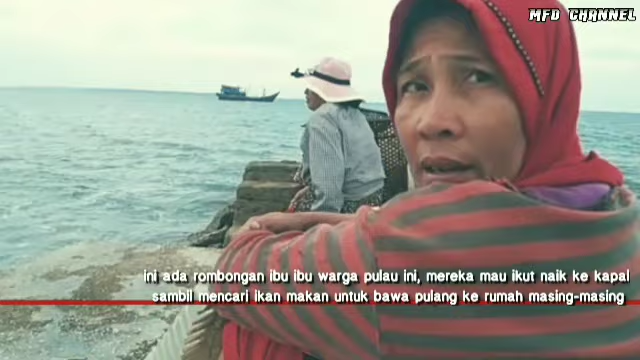 MFD CHANNEL
ini ada rombongan ibu ibu warga pulau ini, mereka mau ikut naik ke kapal
sambil mencari ikan makan untuk bawa pulang ke rumah masing-masing